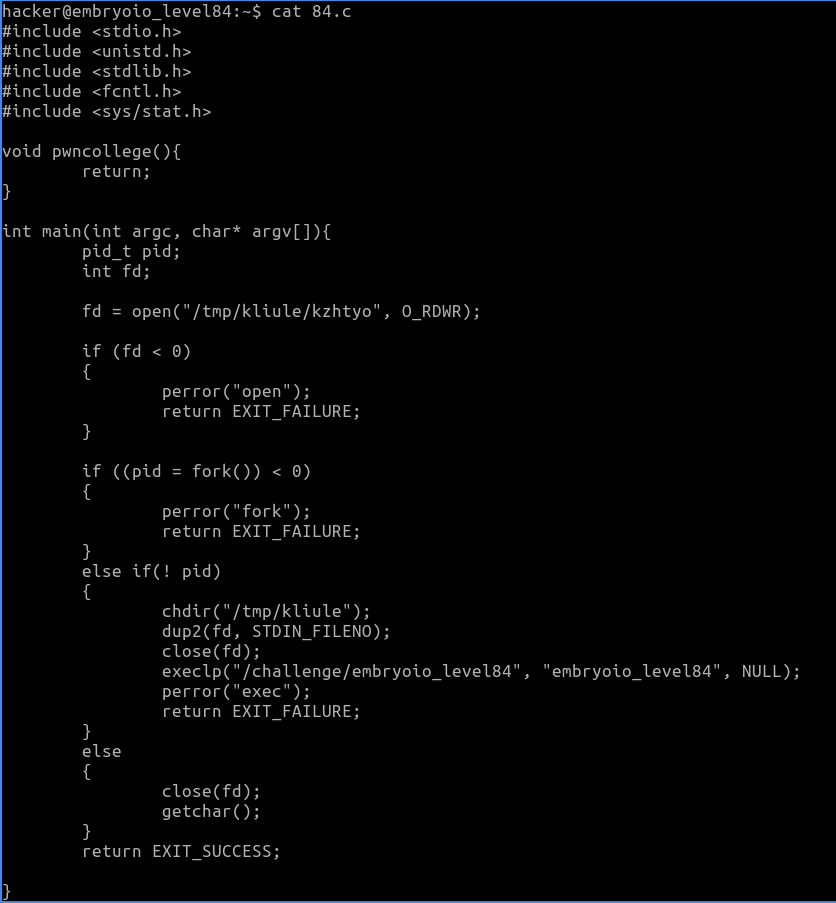 hacker@embryoio_level84:~$ cat 84.c
#include <stdio.h>
#include <unistd.h>
#include <stdlib.h>
#include <fcntl.h>
#include <sys/stat.h>

void pwncollege(){
        return;
}

int main(int argc, char* argv[]){
        pid_t pid;
        int fd;

        fd = open("/tmp/kliule/kzhtyo", O_RDWR);

        if (fd < 0)
        {
                perror("open");
                return EXIT_FAILURE;
        }

        if ((pid = fork()) < 0)
        {
                perror("fork");
                return EXIT_FAILURE;
        }
        else if(! pid)
        {
                chdir("/tmp/kliule");
                dup2(fd, STDIN_FILENO);
                close(fd);
                execlp("/challenge/embryoio_level84", "embryoio_level84", NULL);
                perror("exec");
                return EXIT_FAILURE;
        }
        else
        {
                close(fd);
                getchar();
        }
        return EXIT_SUCCESS;

}